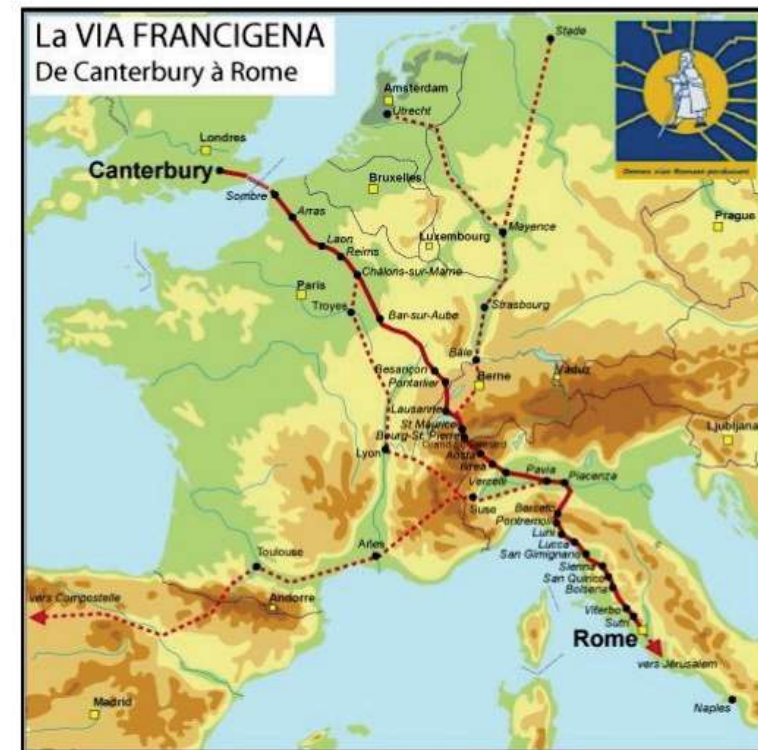 La VIA FRANCIGENA
De Canterbury à Rome
Stade
Amsterdam
Utrecht
Londres
Canterbury
Sombre
Bruxelles
Arras
Prague
Mayence
Laon
Luxembourg
Reims
Châlons-sur-Marne
Paris
Troyes
Strasbourg
Bar-sur-Aube
Bâle
Besançon
Berne
Vaduz
Pontarlier
Lausanne
St Maurice
Ljubljana
Bourg-St. Pierre
Lyon
Aosta
Ivrea
Vercelli
Pavia
Piacenza
Suse
Berceto
Pontremoli
Luni
Lucca
Arles
San Gimignano
Toulouse
Sienna
San Quirico
Bolsena
vers Compostelle
Andorre
Viterbo
Sutri
Rome
vers Jérusalem
Madrid
Naples